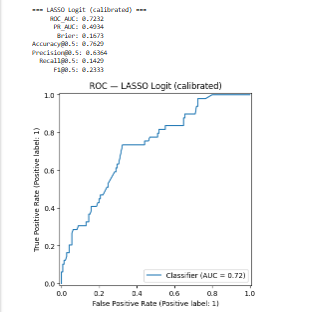 === LASSO Logit (calibrated) ===
ROC_AUC: 0.7232
PR_AUC: 0.4934
Brier: 0.1673
Accuracy@0.5: 0.7629
Precision@0.5: 0.6364
Recall@0.5: 0.1429
F1@0.5: 0.2333
ROC — LASSO Logit (calibrated)
True Positive Rate (Positive label: 1)
1.0
0.8
0.6
0.4
0.2
0.0
Classifier (AUC = 0.72)
0.0 0.2 0.4 0.6 0.8 1.0
False Positive Rate (Positive label: 1)